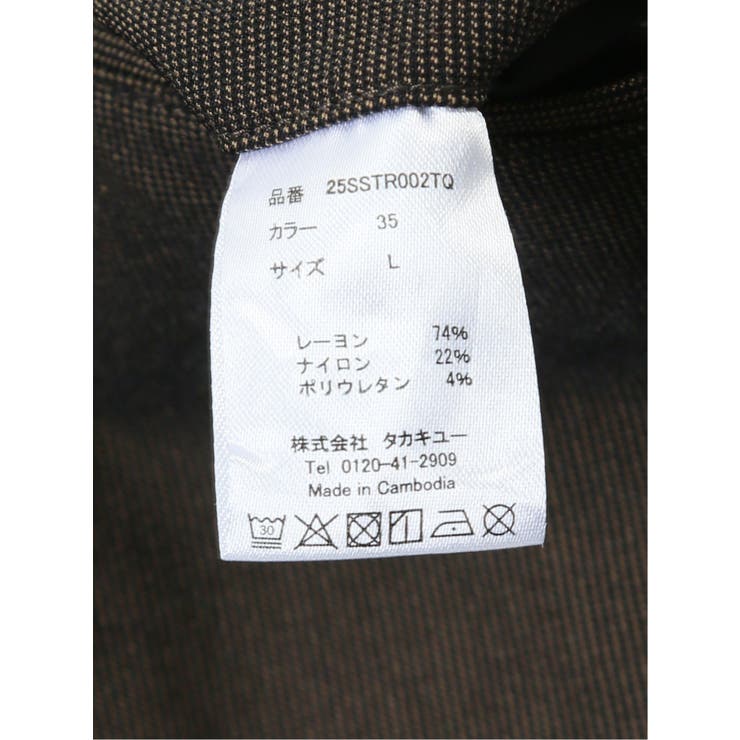 品番 25SSTR002TQ
カラー 35
サイズ L
レーヨン 74%
ナイロン 22%
ポリウレタン 4%
株式会社 タカキユー
Tel 0120-41-2909
Made in Cambodia
30